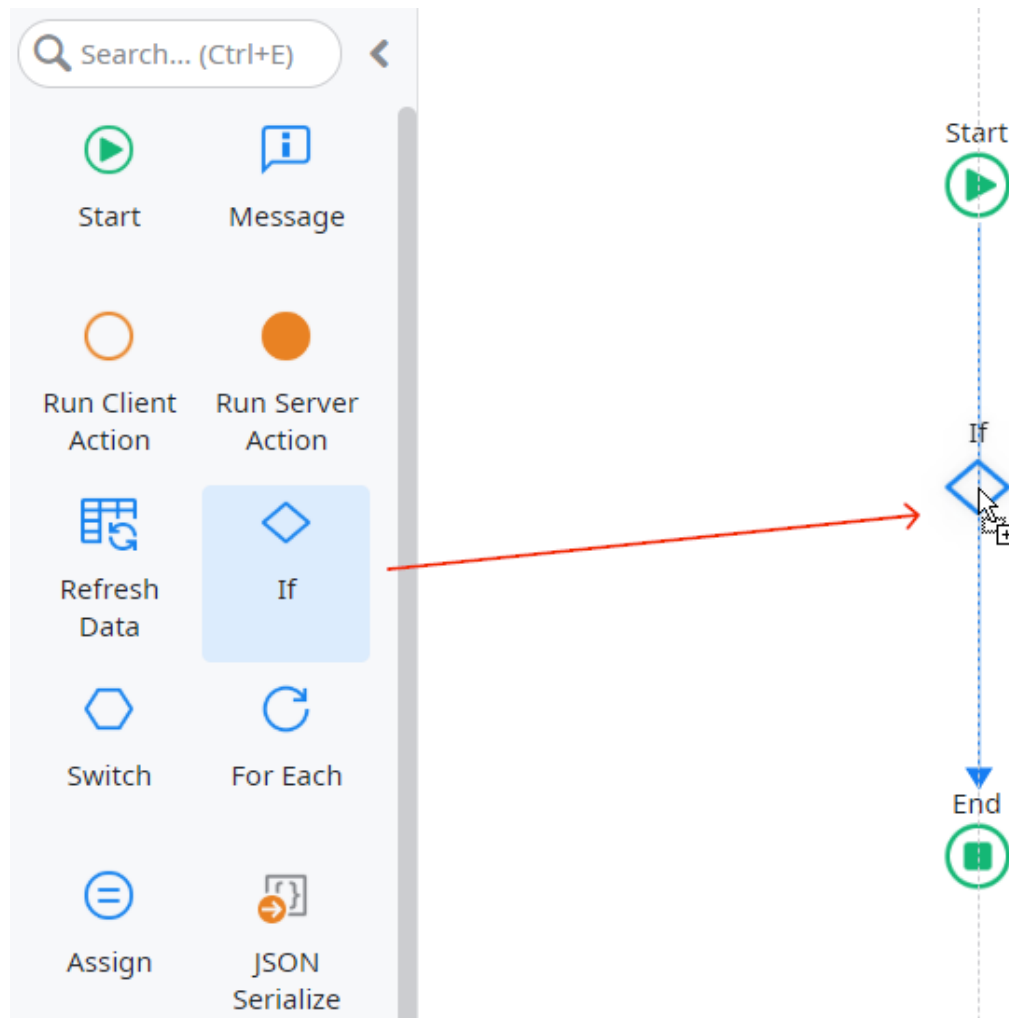 Search... (Ctrl+E)
Start
Message
Run Client
Action
Run Server
Action
Refresh
Data
If
Switch
For Each
Assign
JSON
Serialize
Start
If
End